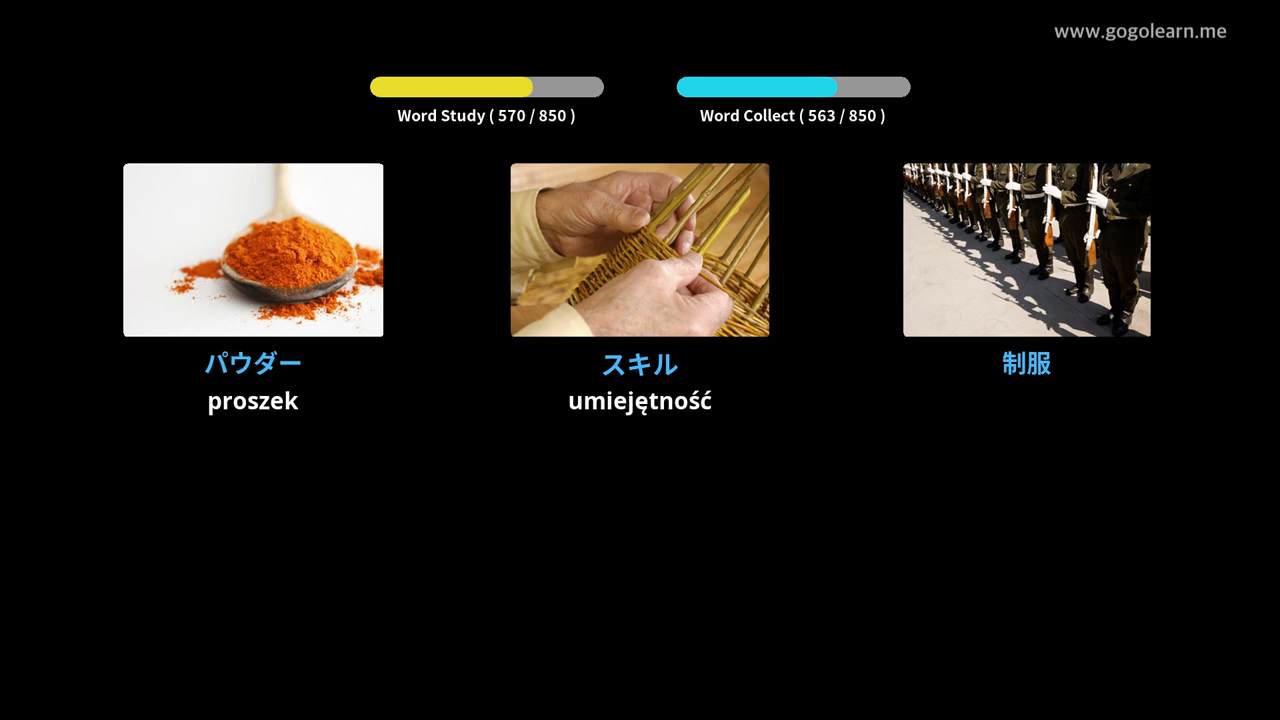 www.gogolearn.me
Word Study ( 570 / 850 )
Word Collect ( 563 / 850 )
パウダー
proszek
スキル
umiejętność
制服